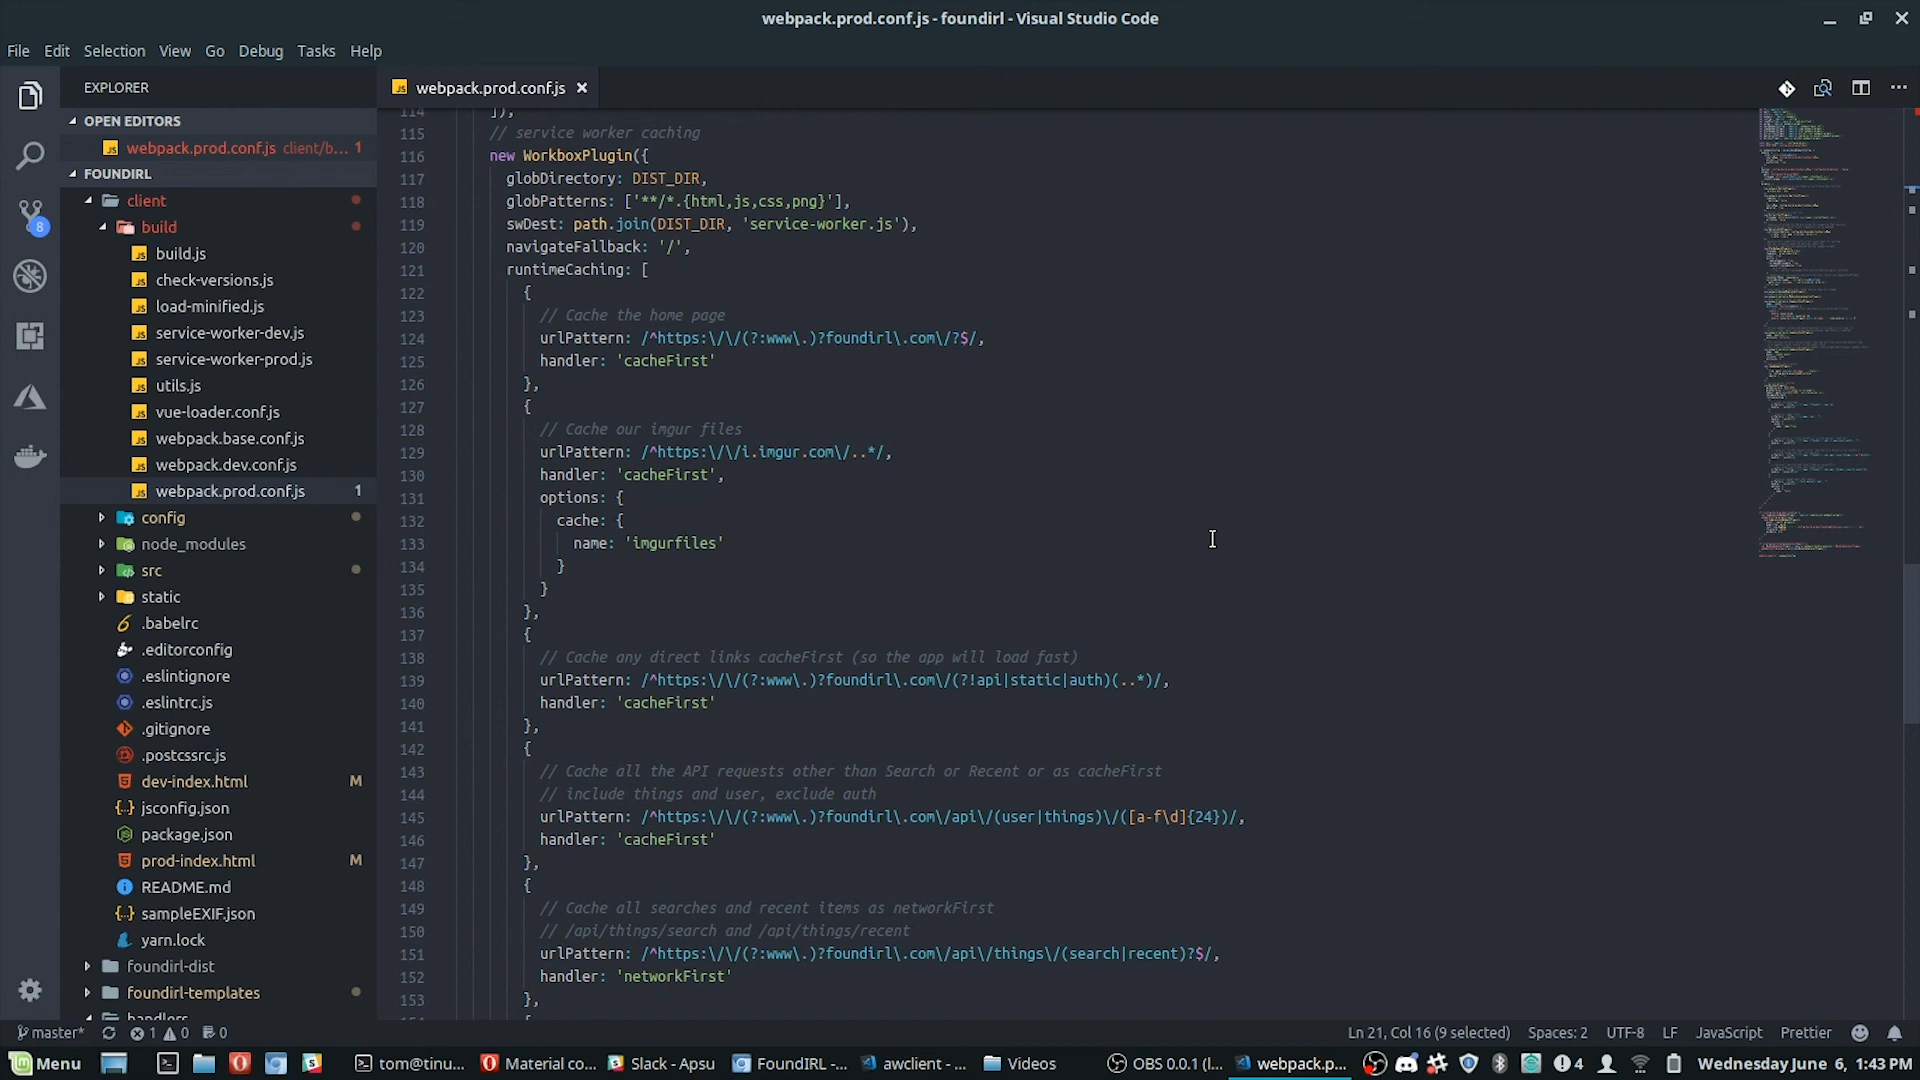 webpack.prod.conf.js - foundirl - Visual Studio Code
File Edit Selection View Go Debug Tasks Help
EXPLORER
OPEN EDITORS
webpack.prod.conf.js client/b... 1
FOUNDIRL
client
build
build.js
check-versions.js
load-minified.js
service-worker-dev.js
service-worker-prod.js
utils.js
vue-loader.conf.js
webpack.base.conf.js
webpack.dev.conf.js
webpack.prod.conf.js 1
config
node_modules
src
static
.babelrc
.editorconfig
.eslintignore
.eslintrc.js
.gitignore
.postcssrc.js
dev-index.html M
jsconfig.json
package.json
prod-index.html M
README.md
sampleEXIF.json
yarn.lock
foundirl-dist
foundirl-templates
handlers
8
webpack.prod.conf.js
114 ]),
115 // service worker caching
116 new WorkboxPlugin({
117 globDirectory: DIST_DIR,
118 globPatterns: ['**/*.{html,js,css,png}'],
119 swDest: path.join(DIST_DIR, 'service-worker.js'),
120 navigateFallback: '/',
121 runtimeCaching: [
122 {
123 // Cache the home page
124 urlPattern: /^https:\/\/(?:www\.)?foundirl\.com\/?$/,
125 handler: 'cacheFirst'
126 },
127 {
128 // Cache our imgur files
129 urlPattern: /^https:\/\/i.imgur.com\/..*/,
130 handler: 'cacheFirst',
131 options: {
132 cache: {
133 name: 'imgurfiles'
134 }
135 }
136 },
137 {
138 // Cache any direct links cacheFirst (so the app will load fast)
139 urlPattern: /^https:\/\/(?:www\.)?foundirl\.com\/(?!api|static|auth)(..*)/,
140 handler: 'cacheFirst'
141 },
142 {
143 // Cache all the API requests other than Search or Recent or as cacheFirst
144 // include things and user, exclude auth
145 urlPattern: /^https:\/\/(?:www\.)?foundirl\.com\/api\/(user|things)\/([a-f\d]{24})/,
146 handler: 'cacheFirst'
147 },
148 {
149 // Cache all searches and recent items as networkFirst
150 // /api/things/search and /api/things/recent
151 urlPattern: /^https:\/\/(?:www\.)?foundirl\.com\/api\/things\/(search|recent)?$/,
152 handler: 'networkFirst'
153 },
master* 1 0 0 Ln 21, Col 16 (9 selected) Spaces: 2 UTF-8 LF JavaScript Prettier
Menu tom@tinu... Material co... Slack - Apsu FoundIRL -... awclient - ... Videos OBS 0.0.1 (l... webpack.p... 4 Wednesday June 6, 1:43 PM